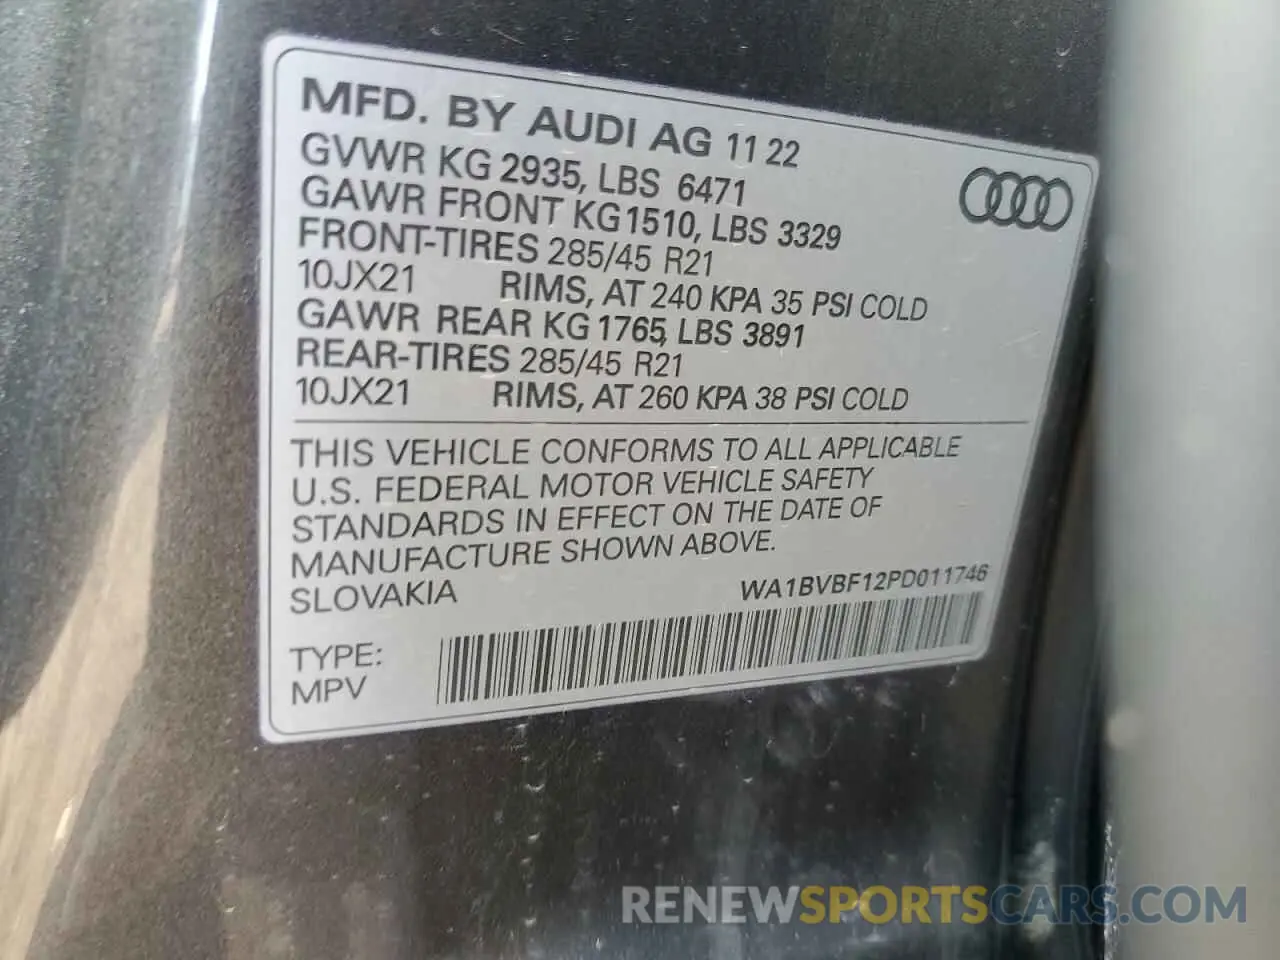 MFD. BY AUDI AG 11 22
GVWR KG 2935, LBS 6471
GAWR FRONT KG 1510, LBS 3329
FRONT-TIRES 285/45 R21
10JX21 RIMS, AT 240 KPA 35 PSI COLD
GAWR REAR KG 1765, LBS 3891
REAR-TIRES 285/45 R21
10JX21 RIMS, AT 260 KPA 38 PSI COLD
THIS VEHICLE CONFORMS TO ALL APPLICABLE
U.S. FEDERAL MOTOR VEHICLE SAFETY
STANDARDS IN EFFECT ON THE DATE OF
MANUFACTURE SHOWN ABOVE.
SLOVAKIA WA1BVBF12PD011746
TYPE:
MPV
RENEWSPORTSCARS.COM